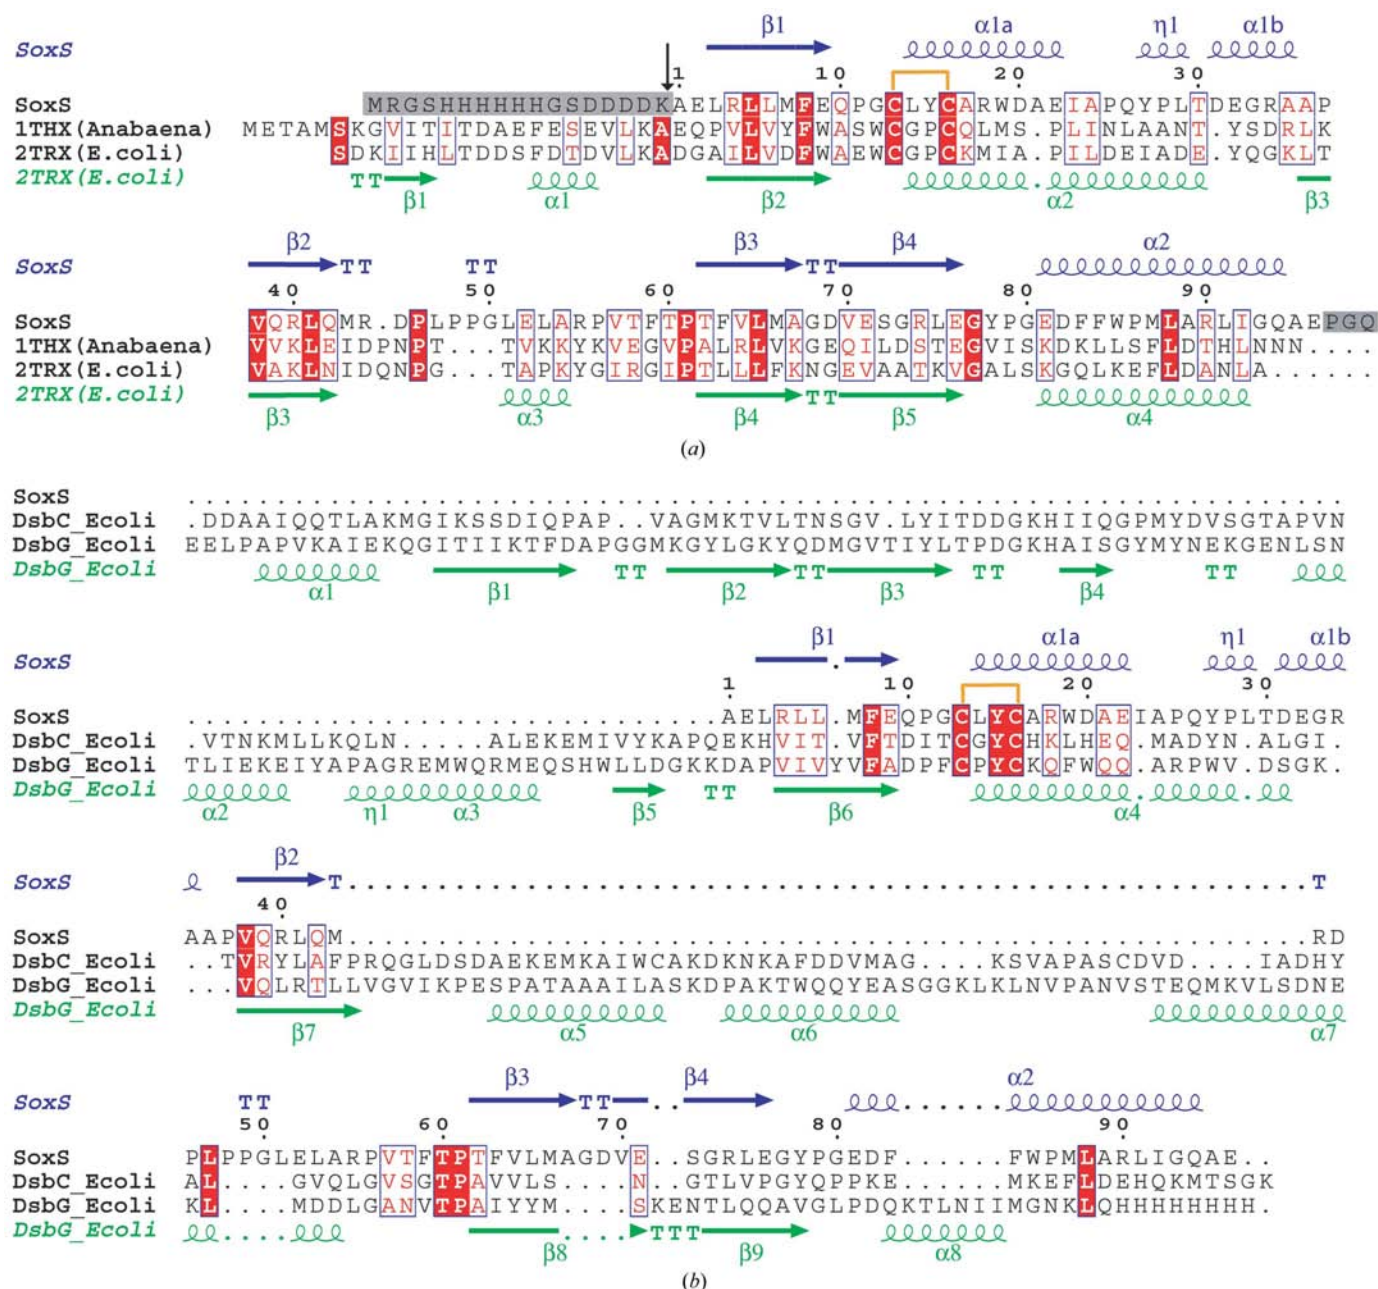 SoxS β1 α1a η1 α1b
1 10 20 30
SoxS MRGSHHHHHHGSDDDDKAELRLLMFEQPGCLYCARWDAEIAPQYPLTDEGRAAP
1THX(Anabaena) METAMSKGVITITDAEFESEVLKAEQPVLVYFWASWCGPCQLMS.PLINLAANT.YSDRLK
2TRX(E.coli) SDKIIHLTDDSFDTDVLKADGAILVDFWAEWCGPCKMIA.PILDEIADE.YQGKLT
2TRX(E.coli) TT β1 α1 β2 α2 β3
SoxS β2 TT TT β3 TT β4 α2
40 50 60 70 80 90
SoxS VQRLQMR.DPLPPGLELARPVTFTPTFVLMAGDVESGRLEGYPGEDFFWPMLARLIGQAEPGQ
1THX(Anabaena) VVKLEIDPNPT...TVKKYKVEGVPALRLVKGEQILDSTEGVISKDKLLSFLDTHLNNN....
2TRX(E.coli) VAKLNIDQNPG...TAPKYGIRGIPTLLLFKNGEVAATKVGALSKGQLKEFLDANLA......
2TRX(E.coli) β3 α3 β4 TT β5 α4
(a)
SoxS .................................................................
DsbC_Ecoli .DDAAIQQTLAKMGIKSSDIQPAP..VAGMKTVLTNSGV.LYITDDGKHIIQGPMYDVSGTAPVN
DsbG_Ecoli EELPAPVKAIEKQGITIIKTFDAPGGMKGYLGKYQDMGVTIYLTPDGKHAISGYMYNEKGENLSN
DsbG_Ecoli α1 β1 TT β2 TT β3 TT β4 TT
SoxS β1 . α1a η1 α1b
1 10 20 30
SoxS ..............................AELRLL.MFEQPGCLYCARWDAEIAPQYPLTDEGR
DsbC_Ecoli .VTNKMLLKQLN.....ALEKEMIVYKAPQEKHVIT.VFTDITCGYCHKLHEQ.MADYN.ALGI.
DsbG_Ecoli TLIEKEIYAPAGREMWQRMEQSHWLLDGKKDAPVIVYVFADPFCPYCKQFWQQ.ARPWV.DSGK.
DsbG_Ecoli α2 η1 α3 β5 TT β6 α4
SoxS β2 T......................................................T
40
SoxS AAPVQRLQM......................................................RD
DsbC_Ecoli ..TVRYLAFPRQGLDSDAEKEMKAIWCAKDKNKAFDDVMAG....KSVAPASCDVD....IADHY
DsbG_Ecoli ...VQLRTLLVGVIKPESPATAAAILASKDPAKTWQQYEASGGKLKLNVPANVSTEQMKVLSDNE
DsbG_Ecoli β7 α5 α6 α7
SoxS TT β3 TT .. β4 ...... α2
50 60 70 80 90
SoxS PLPPGLELARPVTFTPTFVLMAGDVE..SGRLEGYPGEDF......FWPMLARLIGQAE..
DsbC_Ecoli AL....GVQLGVSGTPAVVLS....N..GTLVPGYQPPKE......MKEFLDEHQKMTSGK
DsbG_Ecoli KL....MDDLGANVTPAIYYM....SKENTLQQAVGLPDQKTLNIIMGNKLQHHHHHHHH.
DsbG_Ecoli .... β8 .... TTT β9 α8
(b)